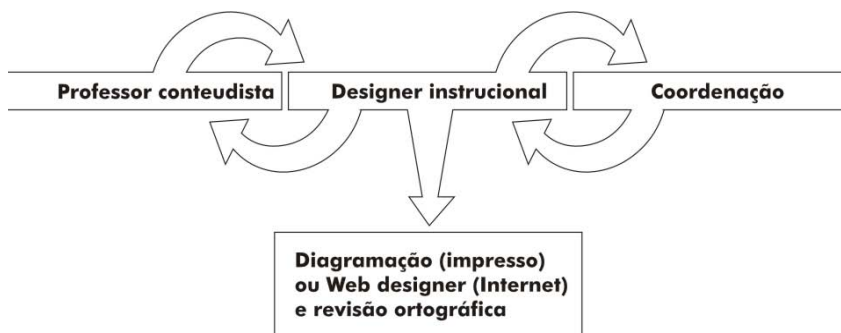 Professor conteudista
Designer instrucional
Coordenação
Diagramação (impresso)
ou Web designer (Internet)
e revisão ortográfica